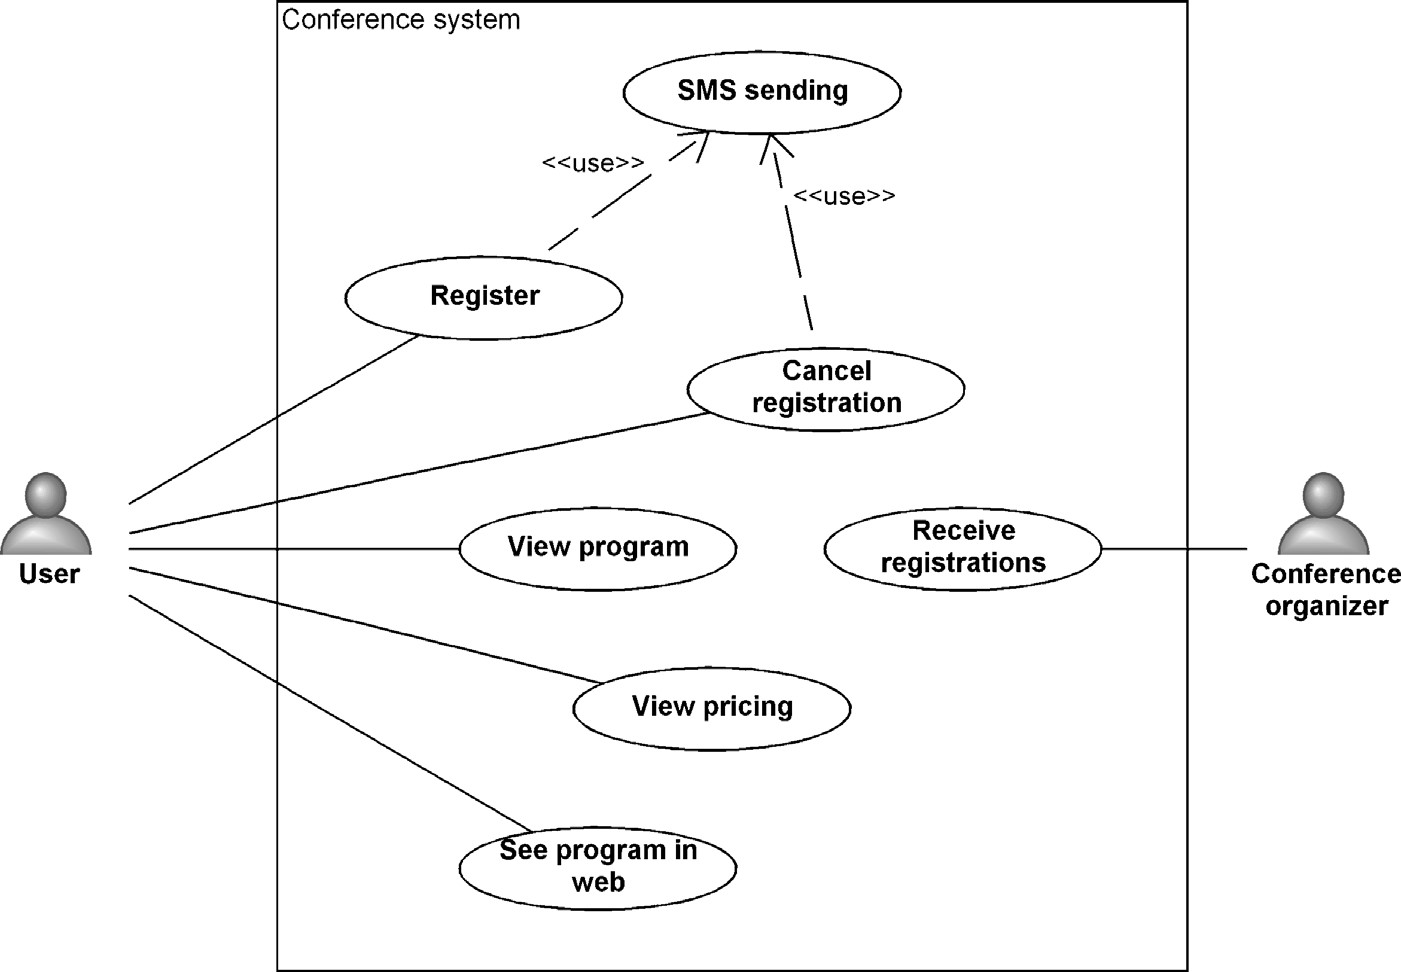 Conference system
SMS sending
<<use>>
<<use>>
Register
Cancel
registration
View program
Receive
registrations
User
Conference
organizer
View pricing
See program in
web